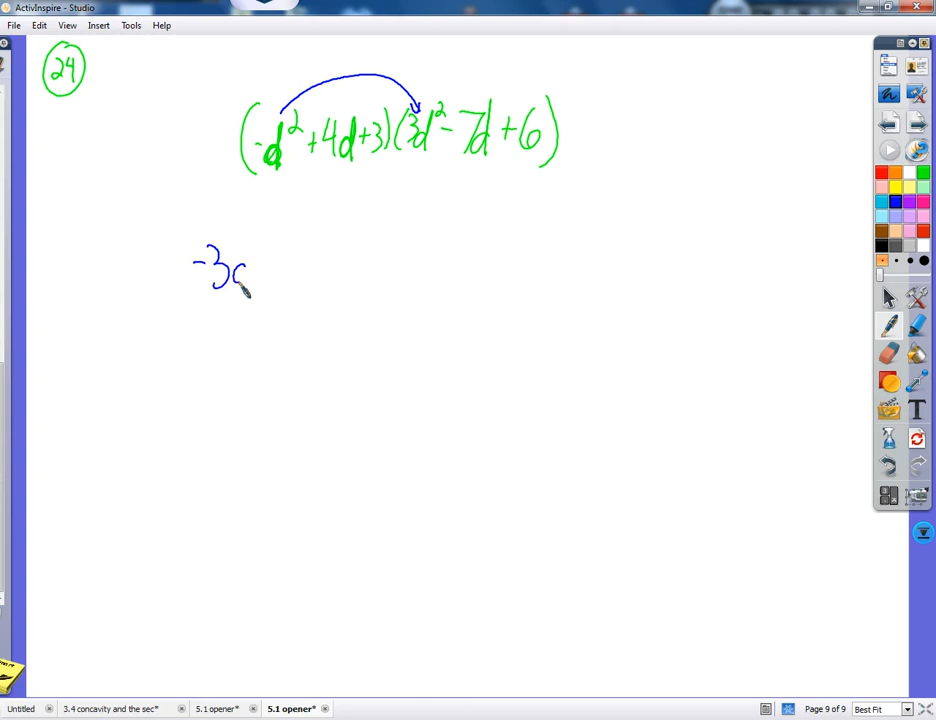 ActivInspire - Studio
File Edit View Insert Tools Help
24
(-d²+4d+3)(3d²-7d+6)
-3d
Untitled 3.4 concavity and the sec* 5.1 opener* 5.1 opener* Page 9 of 9 Best Fit